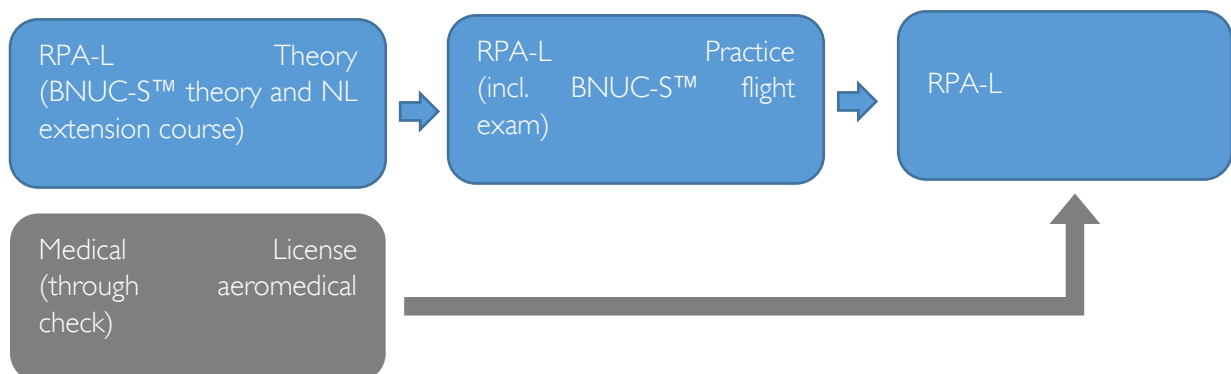 RPA-L Theory
(BNUC-S™ theory and NL
extension course)
RPA-L Practice
(incl. BNUC-S™ flight
exam)
RPA-L
Medical License
(through aeromedical
check)